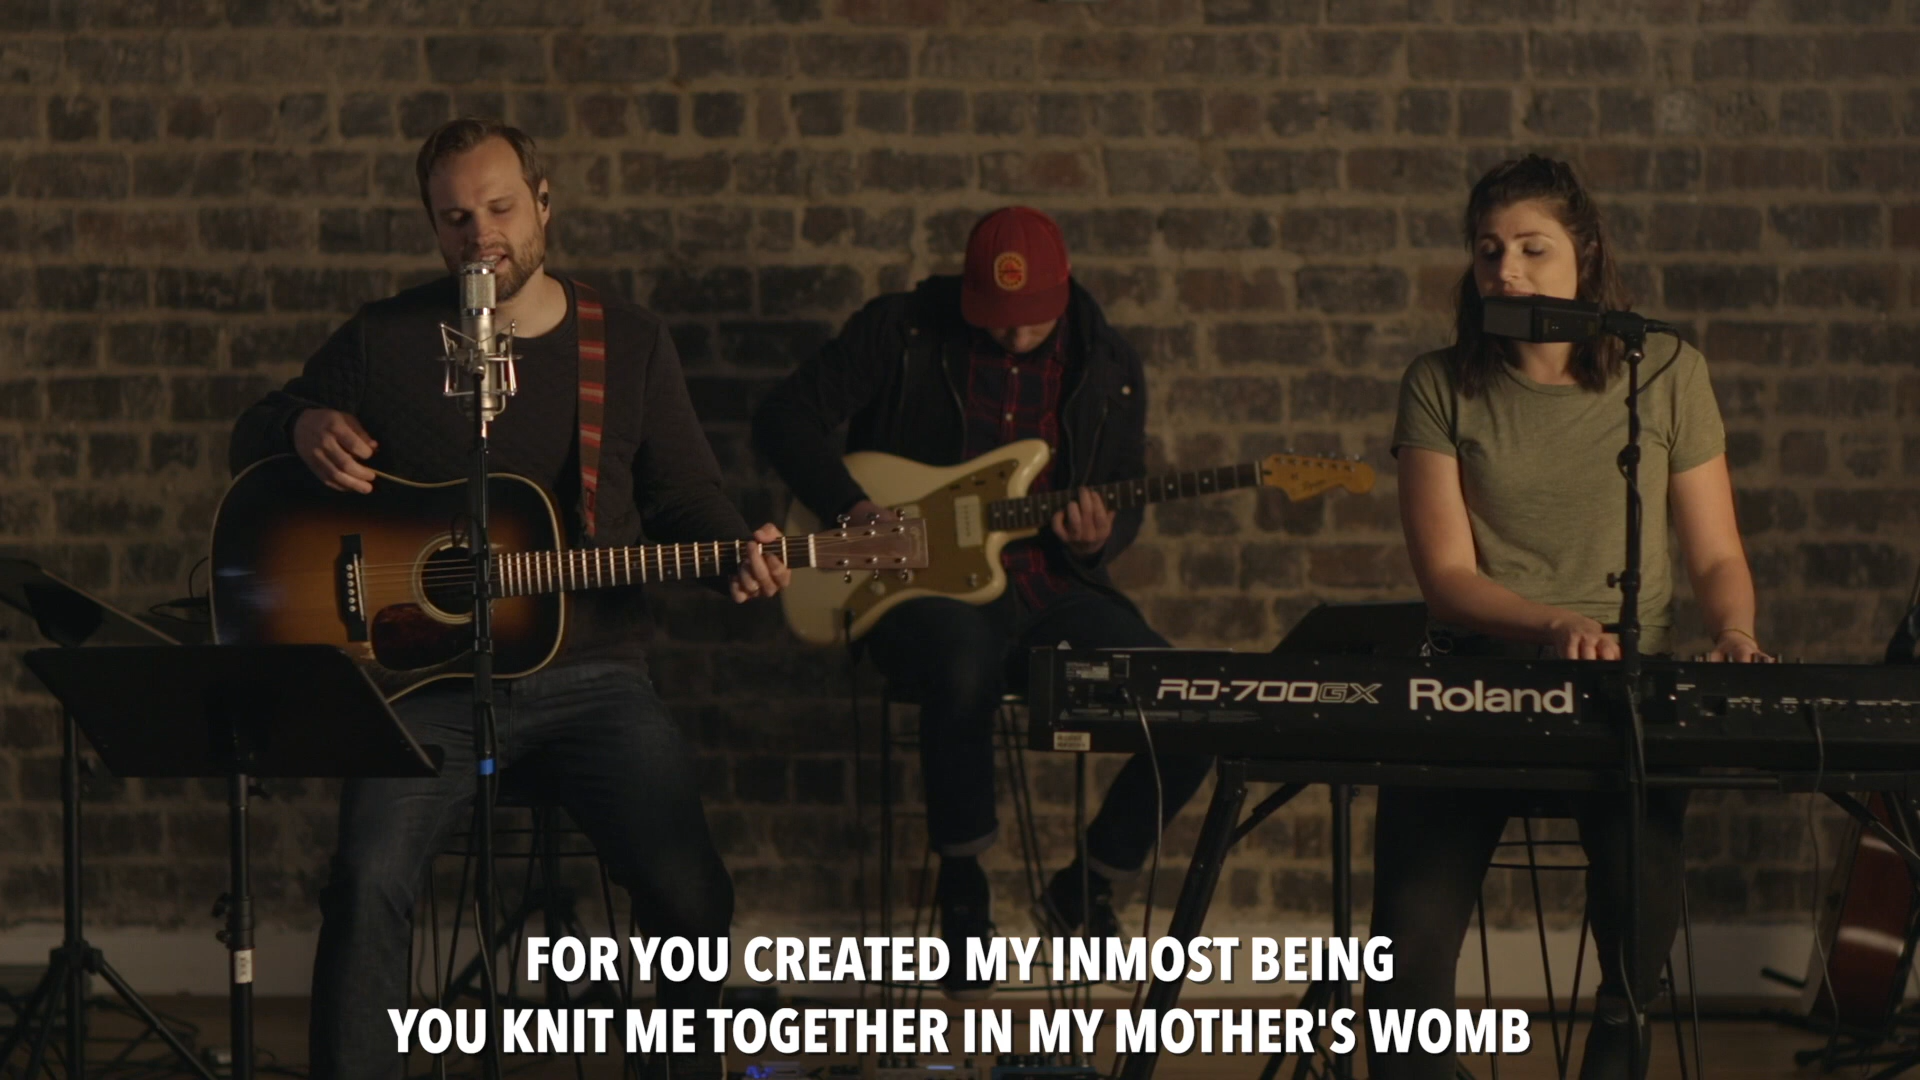 RD-700GX Roland
FOR YOU CREATED MY INMOST BEING
YOU KNIT ME TOGETHER IN MY MOTHER'S WOMB